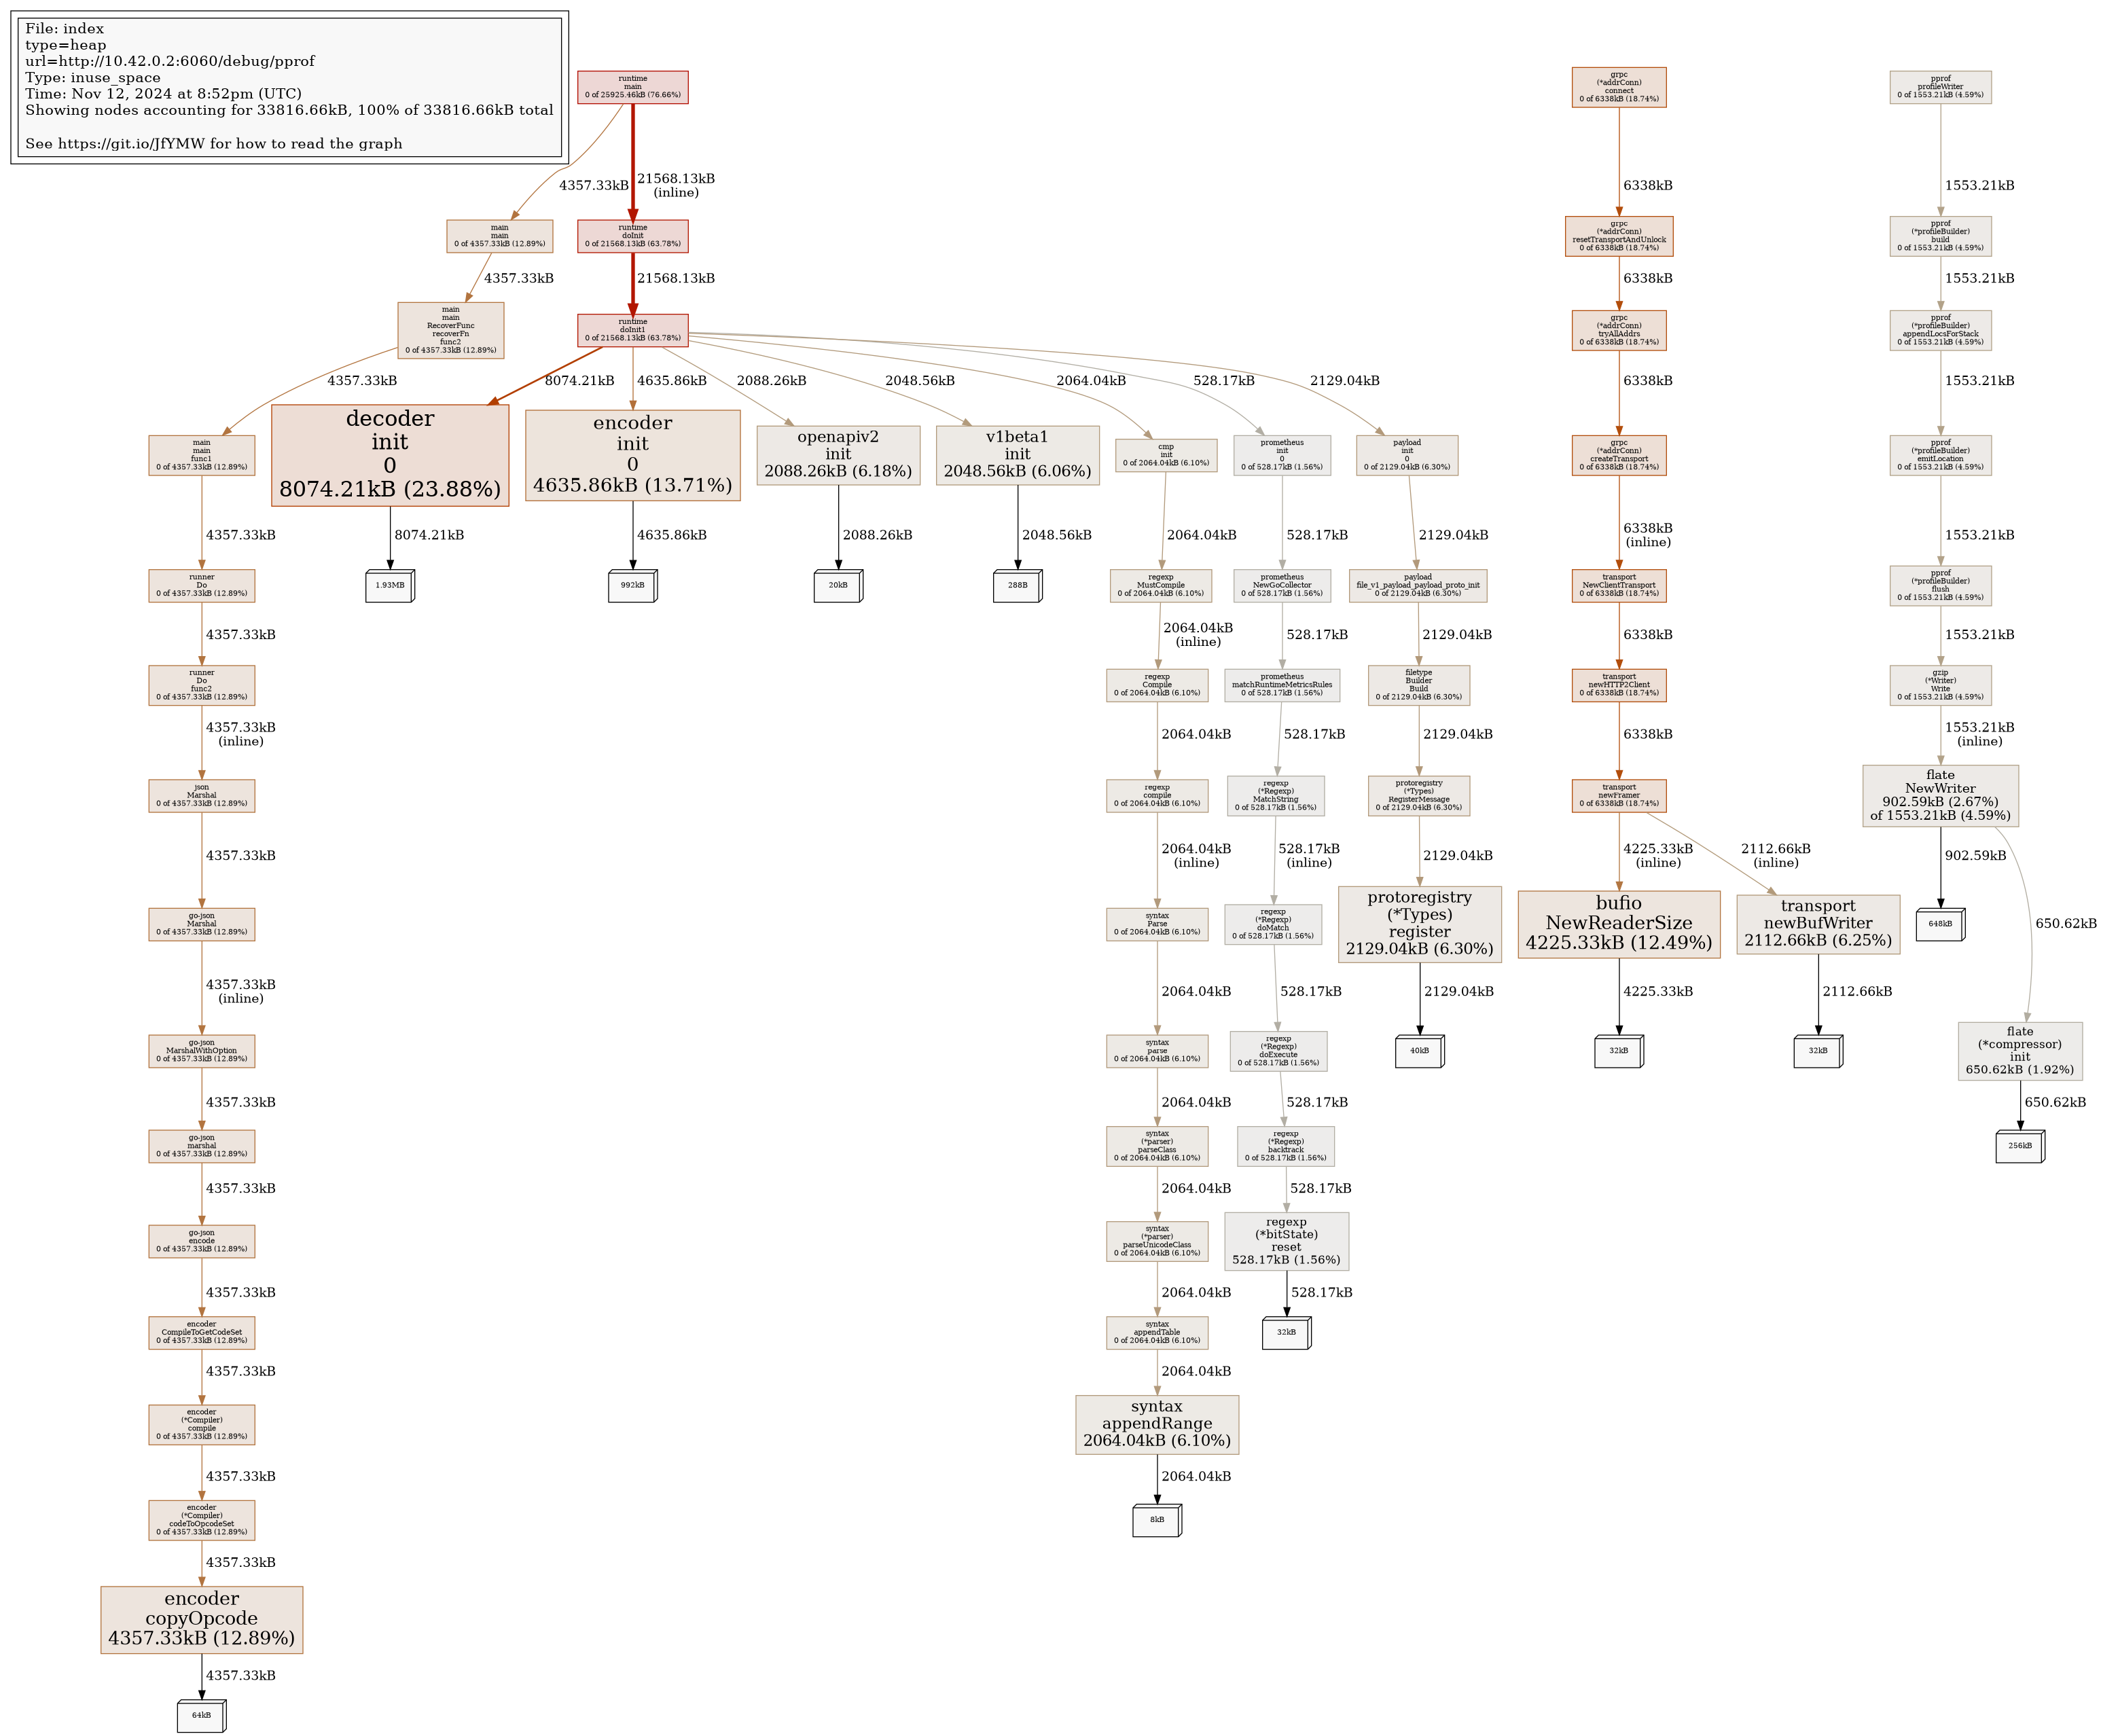 File: index
type=heap
url=http://10.42.0.2:6060/debug/pprof
Type: inuse_space
Time: Nov 12, 2024 at 8:52pm (UTC)
Showing nodes accounting for 33816.66kB, 100% of 33816.66kB total
See https://git.io/JfYMW for how to read the graph
runtime
main
0 of 25925.46kB (76.66%)
grpc
(*addrConn)
connect
0 of 6338kB (18.74%)
pprof
profileWriter
0 of 1553.21kB (4.59%)
4357.33kB
21568.13kB
(inline)
6338kB
1553.21kB
main
main
0 of 4357.33kB (12.89%)
runtime
doInit
0 of 21568.13kB (63.78%)
grpc
(*addrConn)
resetTransportAndUnlock
0 of 6338kB (18.74%)
pprof
(*profileBuilder)
build
0 of 1553.21kB (4.59%)
4357.33kB
21568.13kB
6338kB
1553.21kB
main
main
RecoverFunc
recoverFn
func2
0 of 4357.33kB (12.89%)
runtime
doInit1
0 of 21568.13kB (63.78%)
grpc
(*addrConn)
tryAllAddrs
0 of 6338kB (18.74%)
pprof
(*profileBuilder)
appendLocsForStack
0 of 1553.21kB (4.59%)
4357.33kB
8074.21kB
4635.86kB
2088.26kB
2048.56kB
2064.04kB
528.17kB
2129.04kB
6338kB
1553.21kB
main
main
func1
0 of 4357.33kB (12.89%)
decoder
init
0
8074.21kB (23.88%)
encoder
init
0
4635.86kB (13.71%)
openapiv2
init
2088.26kB (6.18%)
v1beta1
init
2048.56kB (6.06%)
cmp
init
0 of 2064.04kB (6.10%)
prometheus
init
0
0 of 528.17kB (1.56%)
payload
init
0
0 of 2129.04kB (6.30%)
grpc
(*addrConn)
createTransport
0 of 6338kB (18.74%)
pprof
(*profileBuilder)
emitLocation
0 of 1553.21kB (4.59%)
4357.33kB
8074.21kB
4635.86kB
2088.26kB
2048.56kB
2064.04kB
528.17kB
2129.04kB
6338kB
(inline)
1553.21kB
runner
Do
0 of 4357.33kB (12.89%)
1.93MB
992kB
20kB
288B
regexp
MustCompile
0 of 2064.04kB (6.10%)
prometheus
NewGoCollector
0 of 528.17kB (1.56%)
payload
file_v1_payload_payload_proto_init
0 of 2129.04kB (6.30%)
transport
NewClientTransport
0 of 6338kB (18.74%)
pprof
(*profileBuilder)
flush
0 of 1553.21kB (4.59%)
4357.33kB
2064.04kB
(inline)
528.17kB
2129.04kB
6338kB
1553.21kB
runner
Do
func2
0 of 4357.33kB (12.89%)
regexp
Compile
0 of 2064.04kB (6.10%)
prometheus
matchRuntimeMetricsRules
0 of 528.17kB (1.56%)
filetype
Builder
Build
0 of 2129.04kB (6.30%)
transport
newHTTP2Client
0 of 6338kB (18.74%)
gzip
(*Writer)
Write
0 of 1553.21kB (4.59%)
4357.33kB
(inline)
2064.04kB
528.17kB
2129.04kB
6338kB
1553.21kB
(inline)
json
Marshal
0 of 4357.33kB (12.89%)
regexp
compile
0 of 2064.04kB (6.10%)
regexp
(*Regexp)
MatchString
0 of 528.17kB (1.56%)
protoregistry
(*Types)
RegisterMessage
0 of 2129.04kB (6.30%)
transport
newFramer
0 of 6338kB (18.74%)
flate
NewWriter
902.59kB (2.67%)
of 1553.21kB (4.59%)
4357.33kB
2064.04kB
(inline)
528.17kB
(inline)
2129.04kB
4225.33kB
(inline)
2112.66kB
(inline)
902.59kB
650.62kB
go-json
Marshal
0 of 4357.33kB (12.89%)
syntax
Parse
0 of 2064.04kB (6.10%)
regexp
(*Regexp)
doMatch
0 of 528.17kB (1.56%)
protoregistry
(*Types)
register
2129.04kB (6.30%)
bufio
NewReaderSize
4225.33kB (12.49%)
transport
newBufWriter
2112.66kB (6.25%)
648kB
4357.33kB
(inline)
2064.04kB
528.17kB
2129.04kB
4225.33kB
2112.66kB
go-json
MarshalWithOption
0 of 4357.33kB (12.89%)
syntax
parse
0 of 2064.04kB (6.10%)
regexp
(*Regexp)
doExecute
0 of 528.17kB (1.56%)
40kB
32kB
32kB
flate
(*compressor)
init
650.62kB (1.92%)
4357.33kB
2064.04kB
528.17kB
650.62kB
go-json
marshal
0 of 4357.33kB (12.89%)
syntax
(*parser)
parseClass
0 of 2064.04kB (6.10%)
regexp
(*Regexp)
backtrack
0 of 528.17kB (1.56%)
256kB
4357.33kB
2064.04kB
528.17kB
go-json
encode
0 of 4357.33kB (12.89%)
syntax
(*parser)
parseUnicodeClass
0 of 2064.04kB (6.10%)
regexp
(*bitState)
reset
528.17kB (1.56%)
4357.33kB
2064.04kB
528.17kB
encoder
CompileToGetCodeSet
0 of 4357.33kB (12.89%)
syntax
appendTable
0 of 2064.04kB (6.10%)
32kB
4357.33kB
2064.04kB
encoder
(*Compiler)
compile
0 of 4357.33kB (12.89%)
syntax
appendRange
2064.04kB (6.10%)
4357.33kB
2064.04kB
encoder
(*Compiler)
codeToOpcodeSet
0 of 4357.33kB (12.89%)
8kB
4357.33kB
encoder
copyOpcode
4357.33kB (12.89%)
4357.33kB
64kB